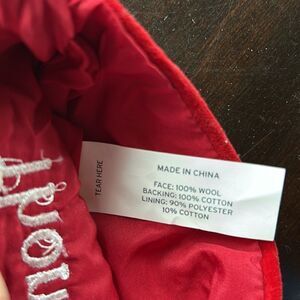 TEAR HERE
MADE IN CHINA
FACE: 100% WOOL
BACKING: 100% COTTON
LINING: 90% POLYESTER
10% COTTON